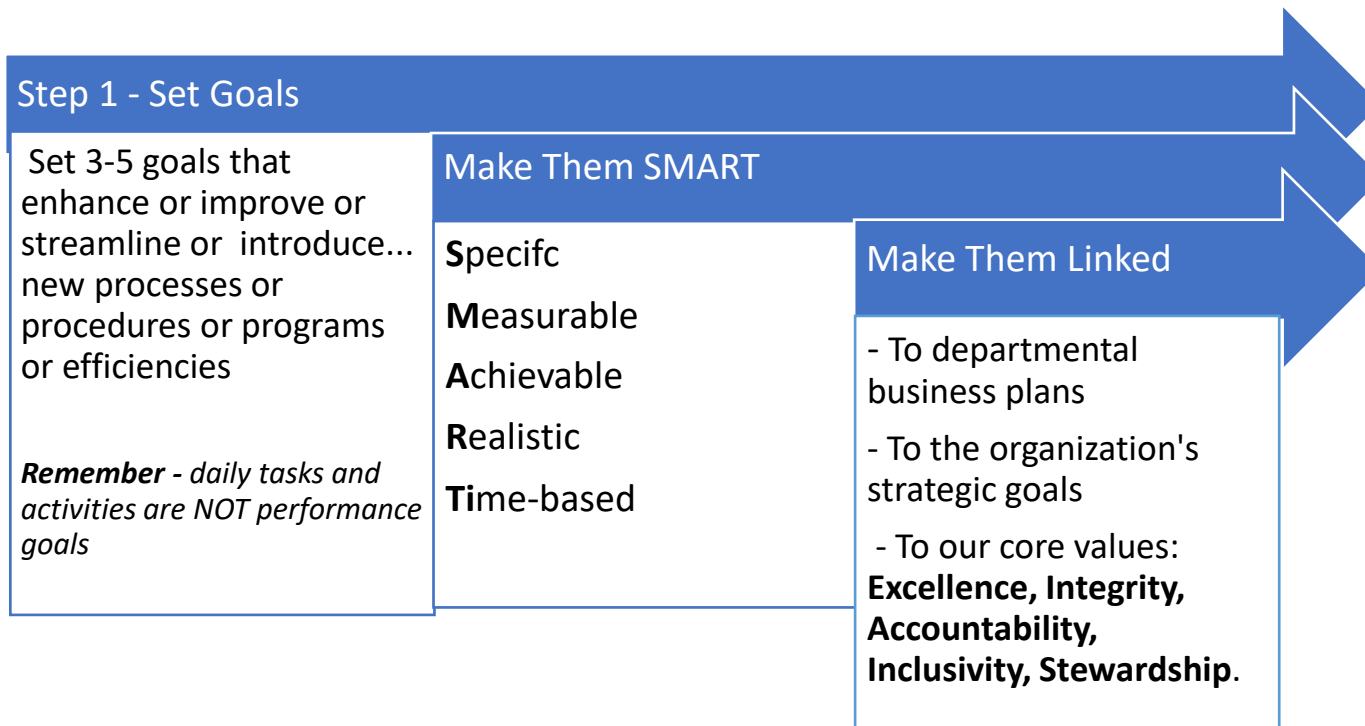 Step 1 - Set Goals
Set 3-5 goals that
enhance or improve or
streamline or introduce...
new processes or
procedures or programs
or efficiencies
Remember - daily tasks and
activities are NOT performance
goals
Make Them SMART
Specifc
Measurable
Achievable
Realistic
Time-based
Make Them Linked
- To departmental
business plans
- To the organization's
strategic goals
- To our core values:
Excellence, Integrity,
Accountability,
Inclusivity, Stewardship.